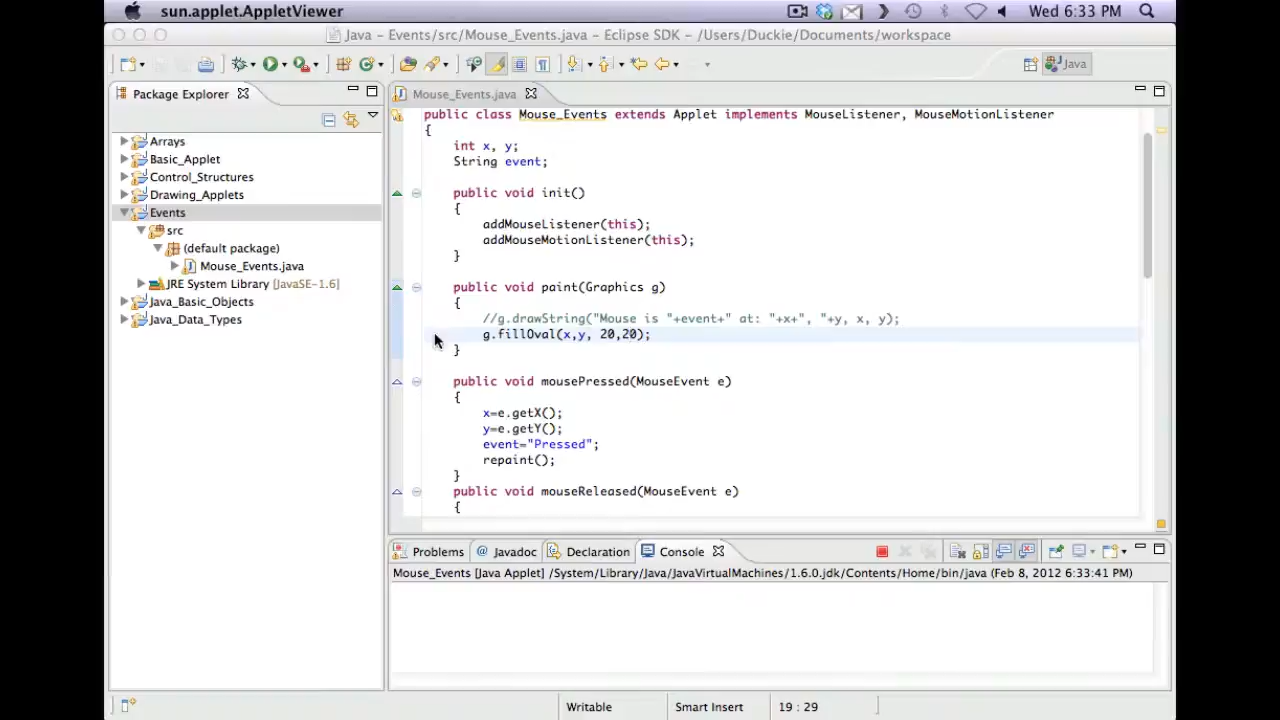 sun.applet.AppletViewer
Wed 6:33 PM
Java - Events/src/Mouse_Events.java - Eclipse SDK - /Users/Duckie/Documents/workspace
Java
Package Explorer
Mouse_Events.java
Arrays
Basic_Applet
Control_Structures
Drawing_Applets
Events
src
(default package)
Mouse_Events.java
JRE System Library [JavaSE-1.6]
Java_Basic_Objects
Java_Data_Types
public class Mouse_Events extends Applet implements MouseListener, MouseMotionListener
{
int x, y;
String event;
public void init()
{
addMouseListener(this);
addMouseMotionListener(this);
}
public void paint(Graphics g)
{
//g.drawString("Mouse is "+event+" at: "+x+", "+y, x, y);
g.fillOval(x,y, 20,20);
}
public void mousePressed(MouseEvent e)
{
x=e.getX();
y=e.getY();
event="Pressed";
repaint();
}
public void mouseReleased(MouseEvent e)
{
Problems
@ Javadoc
Declaration
Console
Mouse_Events [Java Applet] /System/Library/Java/JavaVirtualMachines/1.6.0.jdk/Contents/Home/bin/java (Feb 8, 2012 6:33:41 PM)
Writable
Smart Insert
19 : 29